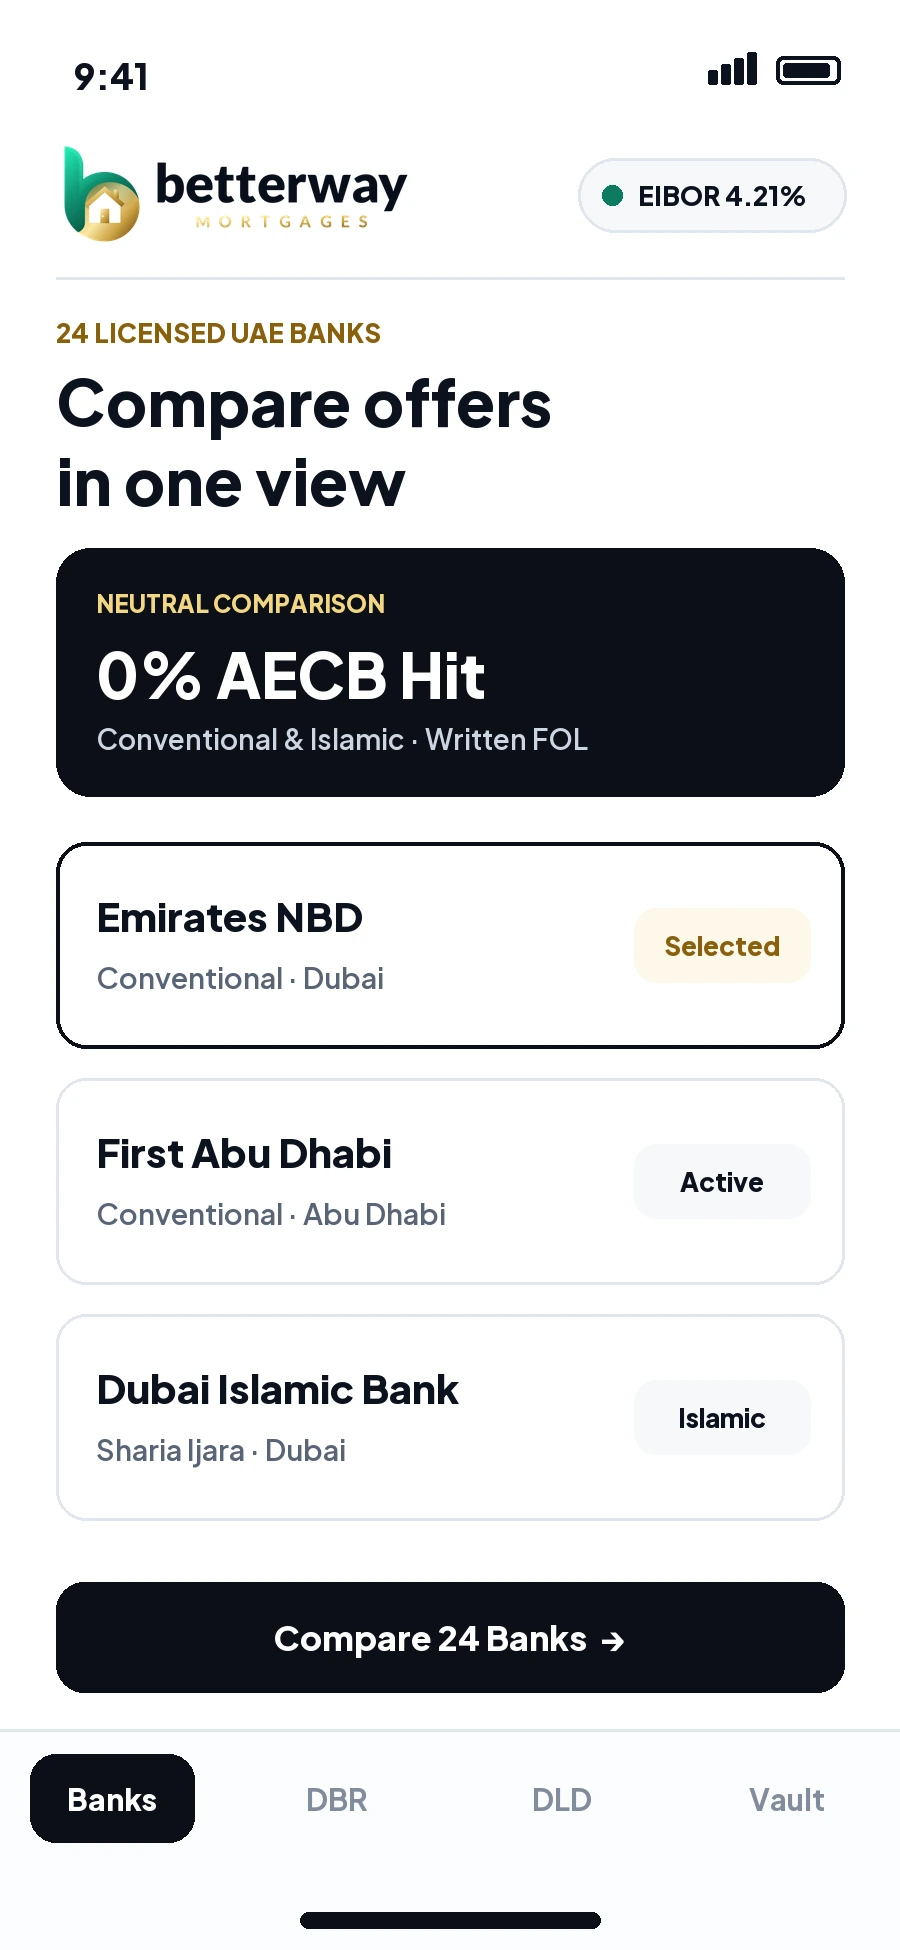 9:41
betterway
MORTGAGES
EIBOR 4.21%
24 LICENSED UAE BANKS
Compare offers
in one view
NEUTRAL COMPARISON
0% AECB Hit
Conventional & Islamic · Written FOL
Emirates NBD
Conventional · Dubai
Selected
First Abu Dhabi
Conventional · Abu Dhabi
Active
Dubai Islamic Bank
Sharia Ijara · Dubai
Islamic
Compare 24 Banks →
Banks
DBR
DLD
Vault